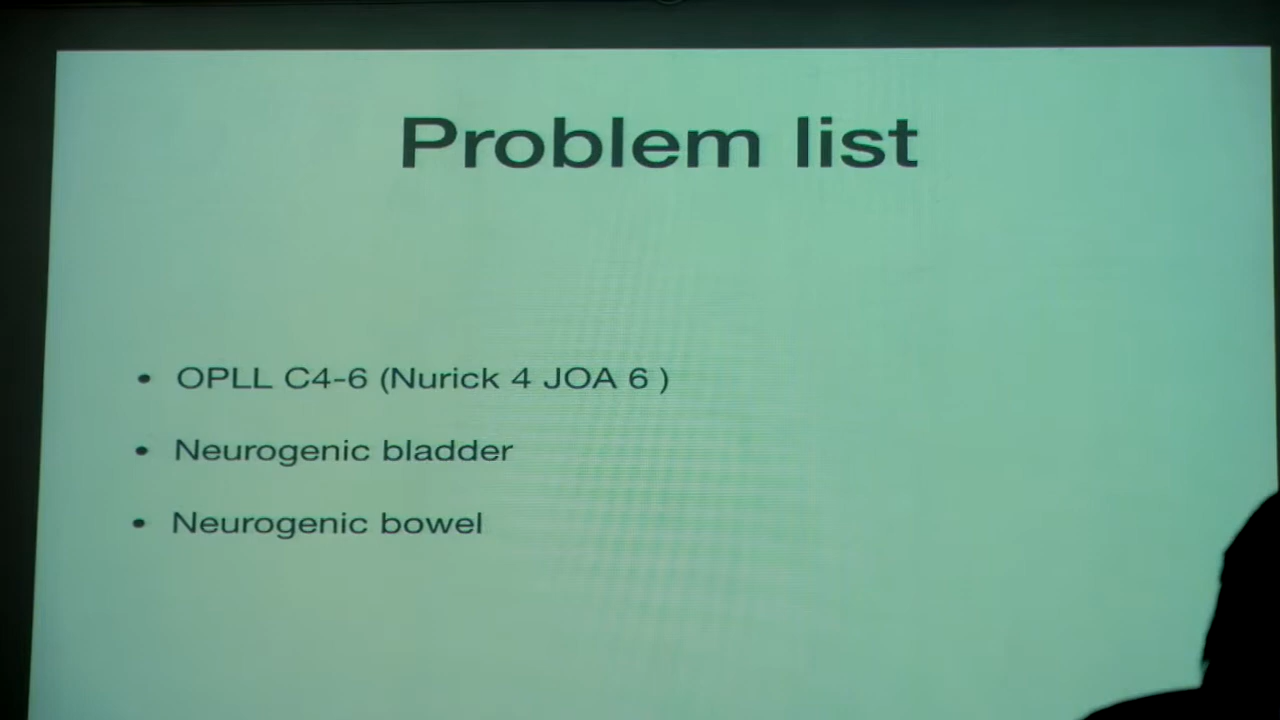 Problem list
• OPLL C4-6 (Nurick 4 JOA 6 )
• Neurogenic bladder
• Neurogenic bowel